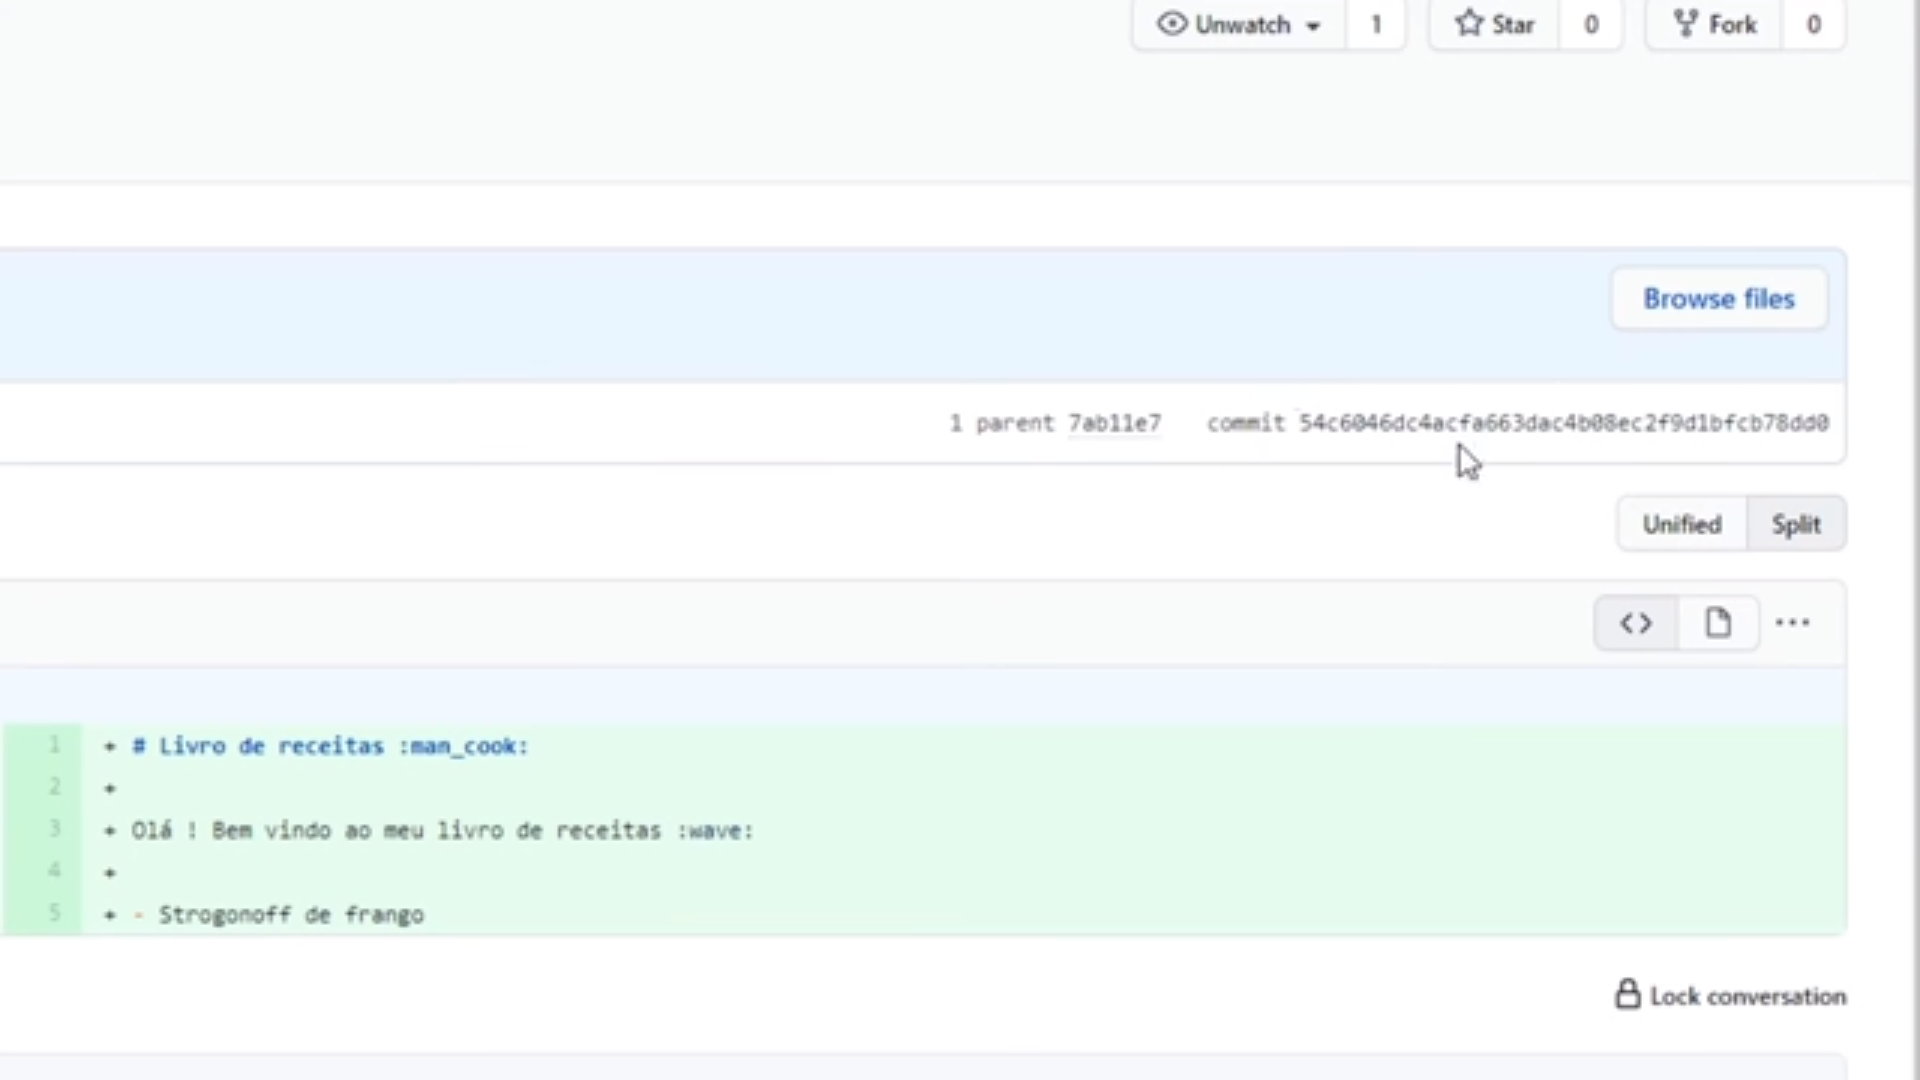 Unwatch 1 Star 0 Fork 0
Browse files
1 parent 7ab11e7 commit 54c6046dc4acfa663dac4b08ec2f9d1bfcb78dd0
Unified Split
1 + # Livro de receitas :man_cook:
2 +
3 + Olá ! Bem vindo ao meu livro de receitas :wave:
4 +
5 + - Strogonoff de frango
Lock conversation